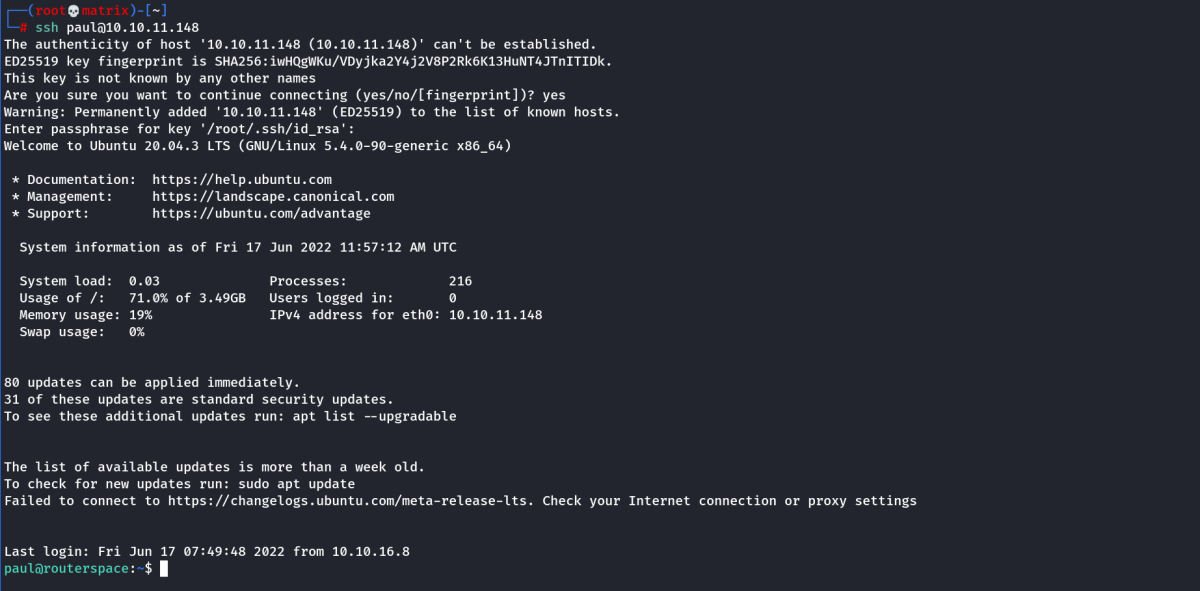 ┌──(root💀matrix)-[~]
└─# ssh paul@10.10.11.148
The authenticity of host '10.10.11.148 (10.10.11.148)' can't be established.
ED25519 key fingerprint is SHA256:iwHQgWKu/VDyjka2Y4j2V8P2Rk6K13HuNT4JTnITIDk.
This key is not known by any other names
Are you sure you want to continue connecting (yes/no/[fingerprint])? yes
Warning: Permanently added '10.10.11.148' (ED25519) to the list of known hosts.
Enter passphrase for key '/root/.ssh/id_rsa':
Welcome to Ubuntu 20.04.3 LTS (GNU/Linux 5.4.0-90-generic x86_64)

 * Documentation:  https://help.ubuntu.com
 * Management:     https://landscape.canonical.com
 * Support:        https://ubuntu.com/advantage

  System information as of Fri 17 Jun 2022 11:57:12 AM UTC

  System load:  0.03              Processes:             216
  Usage of /:   71.0% of 3.49GB   Users logged in:       0
  Memory usage: 19%               IPv4 address for eth0: 10.10.11.148
  Swap usage:   0%

80 updates can be applied immediately.
31 of these updates are standard security updates.
To see these additional updates run: apt list --upgradable

The list of available updates is more than a week old.
To check for new updates run: sudo apt update
Failed to connect to https://changelogs.ubuntu.com/meta-release-lts. Check your Internet connection or proxy settings

Last login: Fri Jun 17 07:49:48 2022 from 10.10.16.8
paul@routerspace:~$